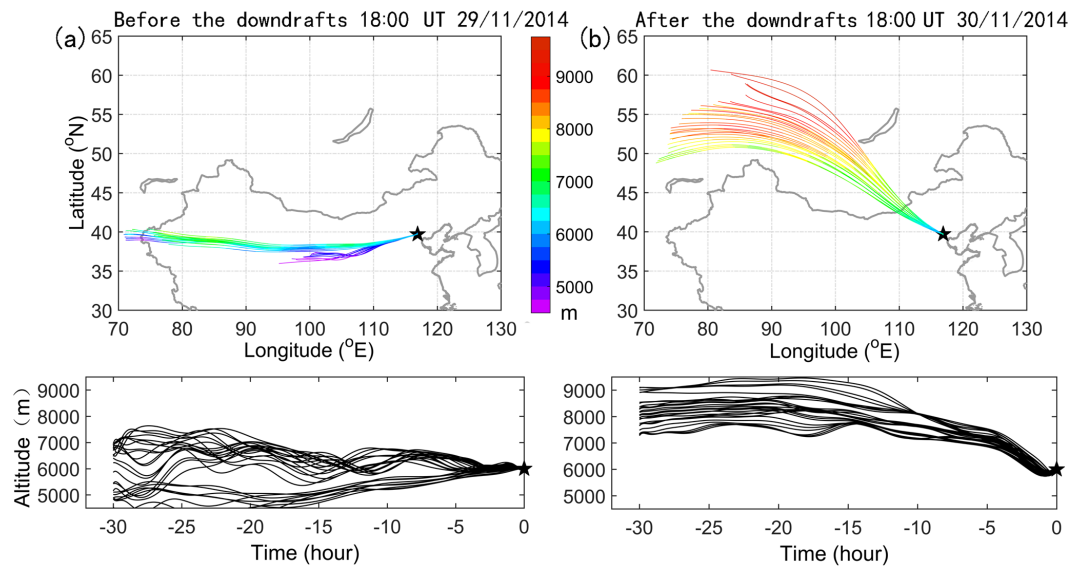 Before the downdrafts 18:00 UT 29/11/2014
After the downdrafts 18:00 UT 30/11/2014
(a)
(b)
65
60
55
50
45
40
35
30
Latitude (°N)
70 80 90 100 110 120 130
Longitude (°E)
9000
8000
7000
6000
5000
m
65
60
55
50
45
40
35
30
70 80 90 100 110 120 130
Longitude (°E)
9000
8000
7000
6000
5000
Altitude (m)
-30 -25 -20 -15 -10 -5 0
Time (hour)
9000
8000
7000
6000
5000
-30 -25 -20 -15 -10 -5 0
Time (hour)